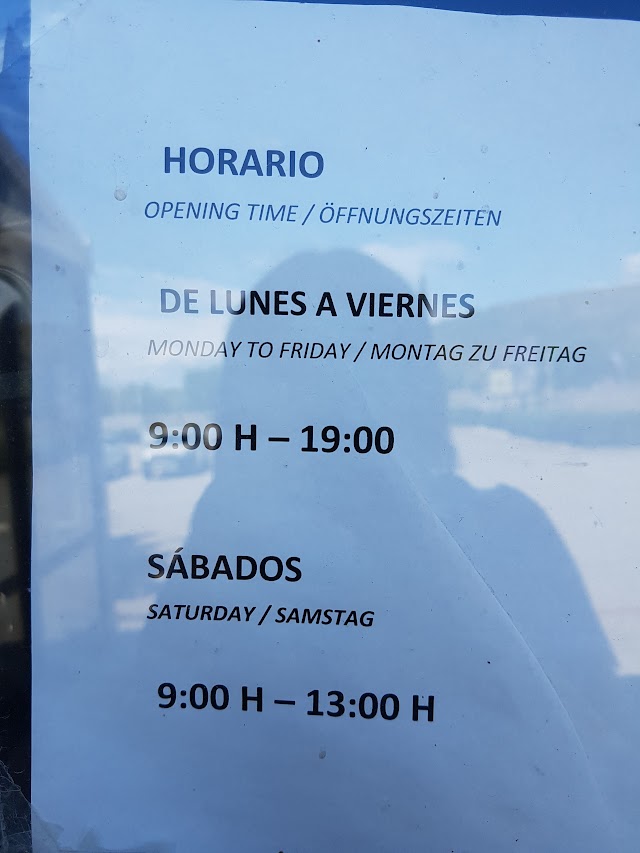 HORARIO
OPENING TIME / ÖFFNUNGSZEITEN
DE LUNES A VIERNES
MONDAY TO FRIDAY / MONTAG ZU FREITAG
9:00 H – 19:00
SÁBADOS
SATURDAY / SAMSTAG
9:00 H – 13:00 H